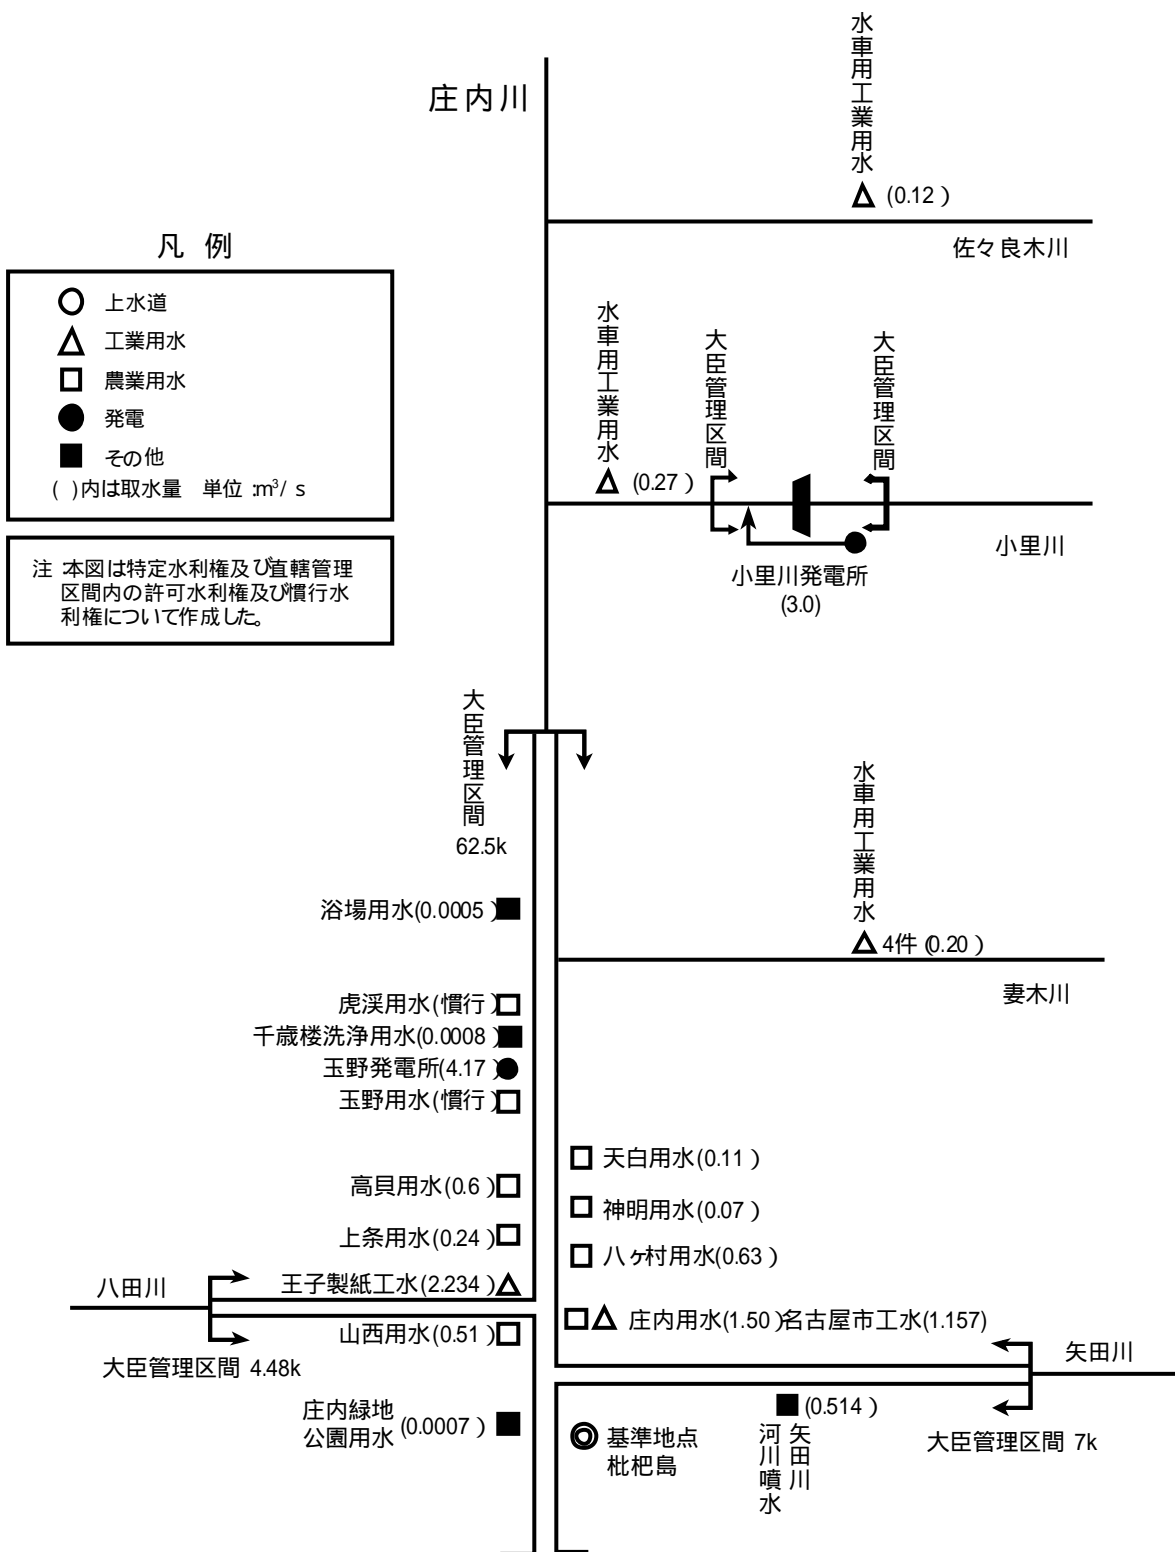 水車用工業用水
庄内川
(0.12)
佐々良木川
凡 例
上水道
工業用水
農業用水
発電
その他
( )内は取水量 単位:m³/s
注 本図は特定水利権及び直轄管理
区間内の許可水利権及び慣行水
利権について作成した。
水車用工業用水
(0.27)
大臣管理区間
大臣管理区間
小里川
小里川発電所
(3.0)
大臣管理区間
62.5k
水車用工業用水
4件(0.20)
妻木川
浴場用水(0.0005)
虎渓用水(慣行)
千歳楼洗浄用水(0.0008)
玉野発電所(4.17)
玉野用水(慣行)
天白用水(0.11)
高貝用水(0.6)
神明用水(0.07)
上条用水(0.24)
八ヶ村用水(0.63)
八田川
王子製紙工水(2.234)
庄内用水(1.50)名古屋市工水(1.157)
山西用水(0.51)
大臣管理区間 4.48k
矢田川
庄内緑地
公園用水(0.0007)
(0.514)
矢田川
河川噴水
大臣管理区間 7k
基準地点
枇杷島